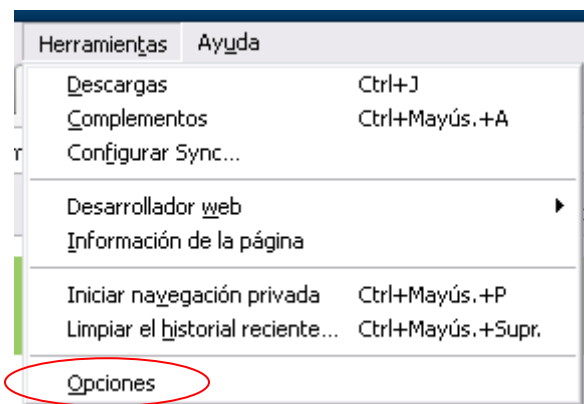 Herramientas Ayuda
Descargas Ctrl+J
Complementos Ctrl+Mayús.+A
Configurar Sync...
Desarrollador web
Información de la página
Iniciar navegación privada Ctrl+Mayús.+P
Limpiar el historial reciente... Ctrl+Mayús.+Supr.
Opciones